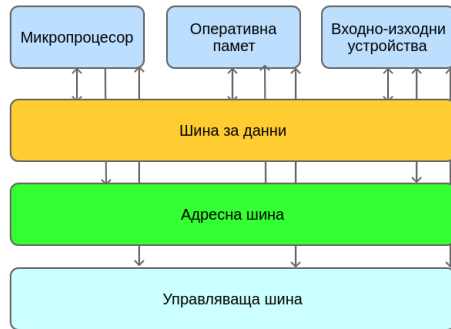 Микропроцесор
Оперативна
памет
Входно-изходни
устройства
Шина за данни
Адресна шина
Управляваща шина